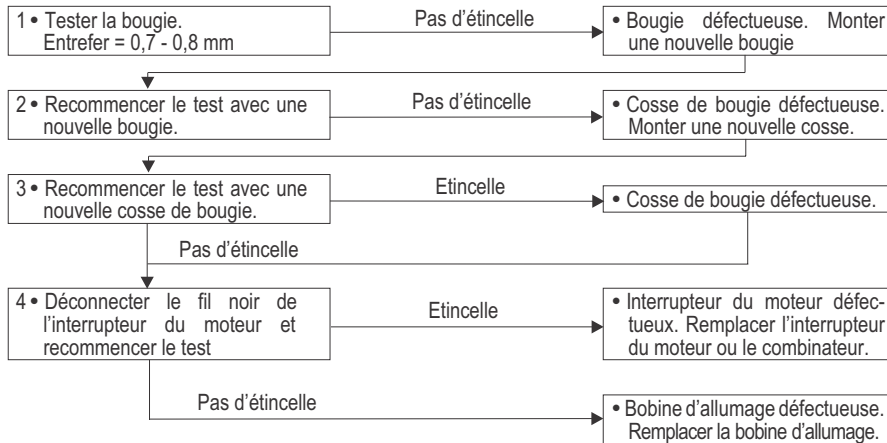 1 • Tester la bougie.
Entrefer = 0,7 - 0,8 mm
Pas d’étincelle
• Bougie défectueuse. Monter
une nouvelle bougie
2 • Recommencer le test avec une
nouvelle bougie.
Pas d’étincelle
• Cosse de bougie défectueuse.
Monter une nouvelle cosse.
3 • Recommencer le test avec une
nouvelle cosse de bougie.
Etincelle
• Cosse de bougie défectueuse.
Pas d’étincelle
4 • Déconnecter le fil noir de
l’interrupteur du moteur et
recommencer le test
Etincelle
• Interrupteur du moteur défec-
tueux. Remplacer l’interrupteur
du moteur ou le combinateur.
Pas d’étincelle
• Bobine d’allumage défectueuse.
Remplacer la bobine d’allumage.